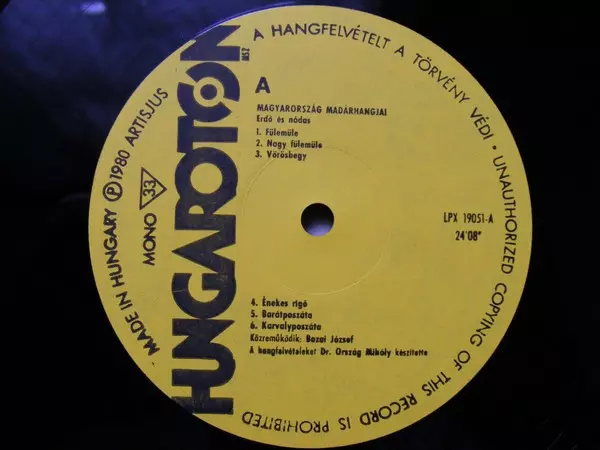 A HANGFELVÉTELT A TÖRVÉNY VÉDI · UNAUTHORIZED COPYING OF THIS RECORD IS PROHIBITED
MADE IN HUNGARY Ⓟ 1980 ARTISJUS
MONO 33
HUNGAROTON
MSZ
A
MAGYARORSZÁG MADÁRHANGJAI
Erdő és nádas
1. Fülemüle
2. Nagy fülemüle
3. Vörösbegy
LPX 19051-A
24'08"
4. Énekes rigó
5. Barátposzáta
6. Karvalyposzáta
Közreműködik: Bozai József
A hangfelvételeket Dr. Ország Mihály készítette